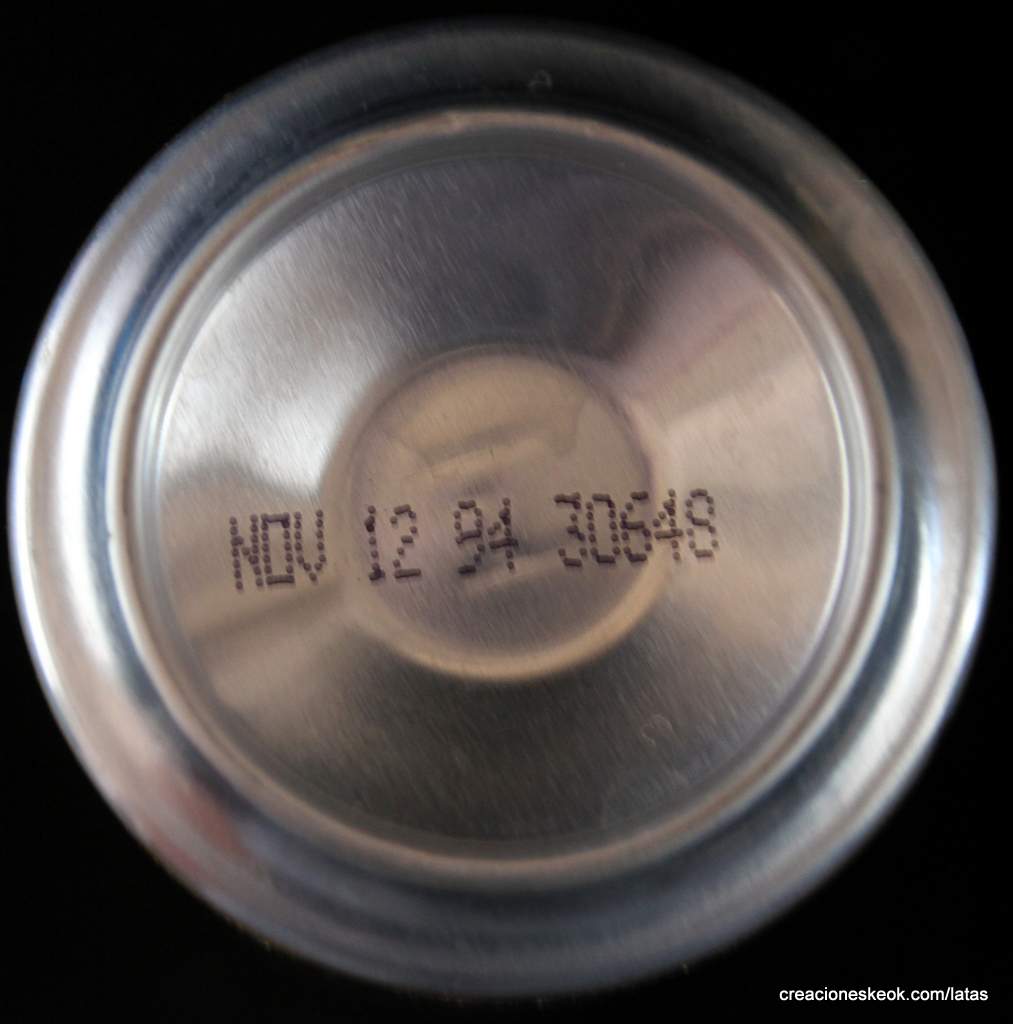 NOV 12 94 30648
creacioneskeok.com/latas